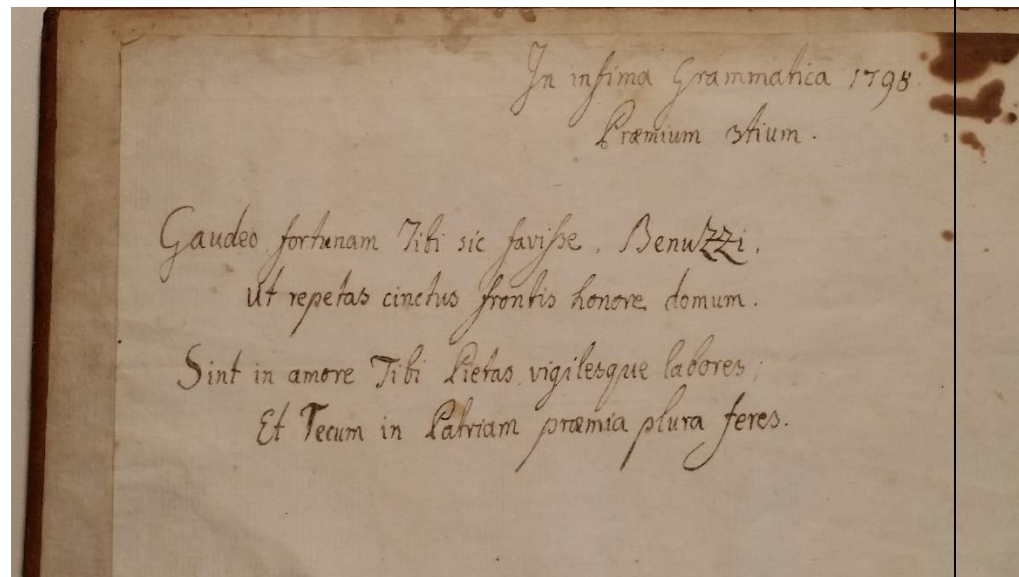 In infima Grammatica 1798
Præmium 3tium.
Gaudeo fortunam Tibi sic favisse, Benuzzi,
Ut repetas cinctus frontis honore domum.
Sint in amore Tibi Pietas, vigilesque labores;
Et Tecum in Patriam præmia plura feres.